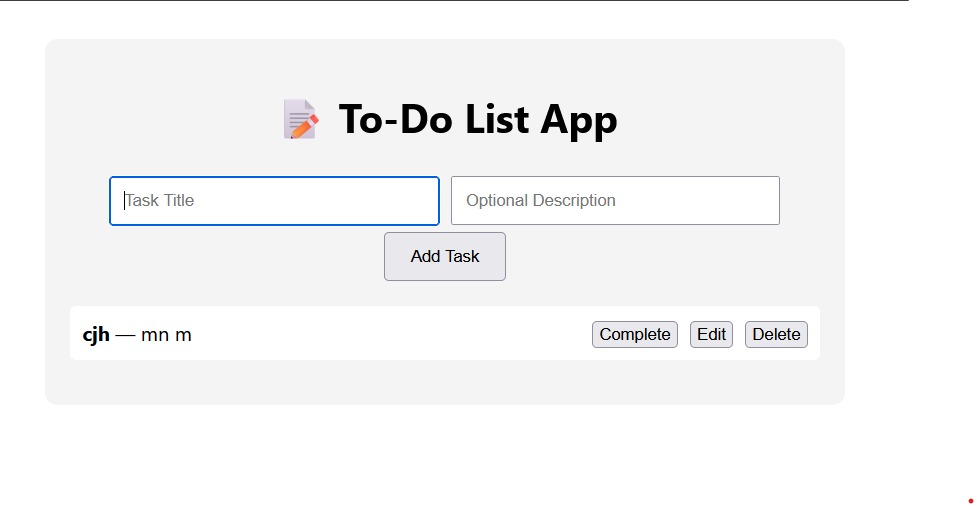 📝 To-Do List App
Task Title Optional Description
Add Task
cjh — mn m Complete Edit Delete